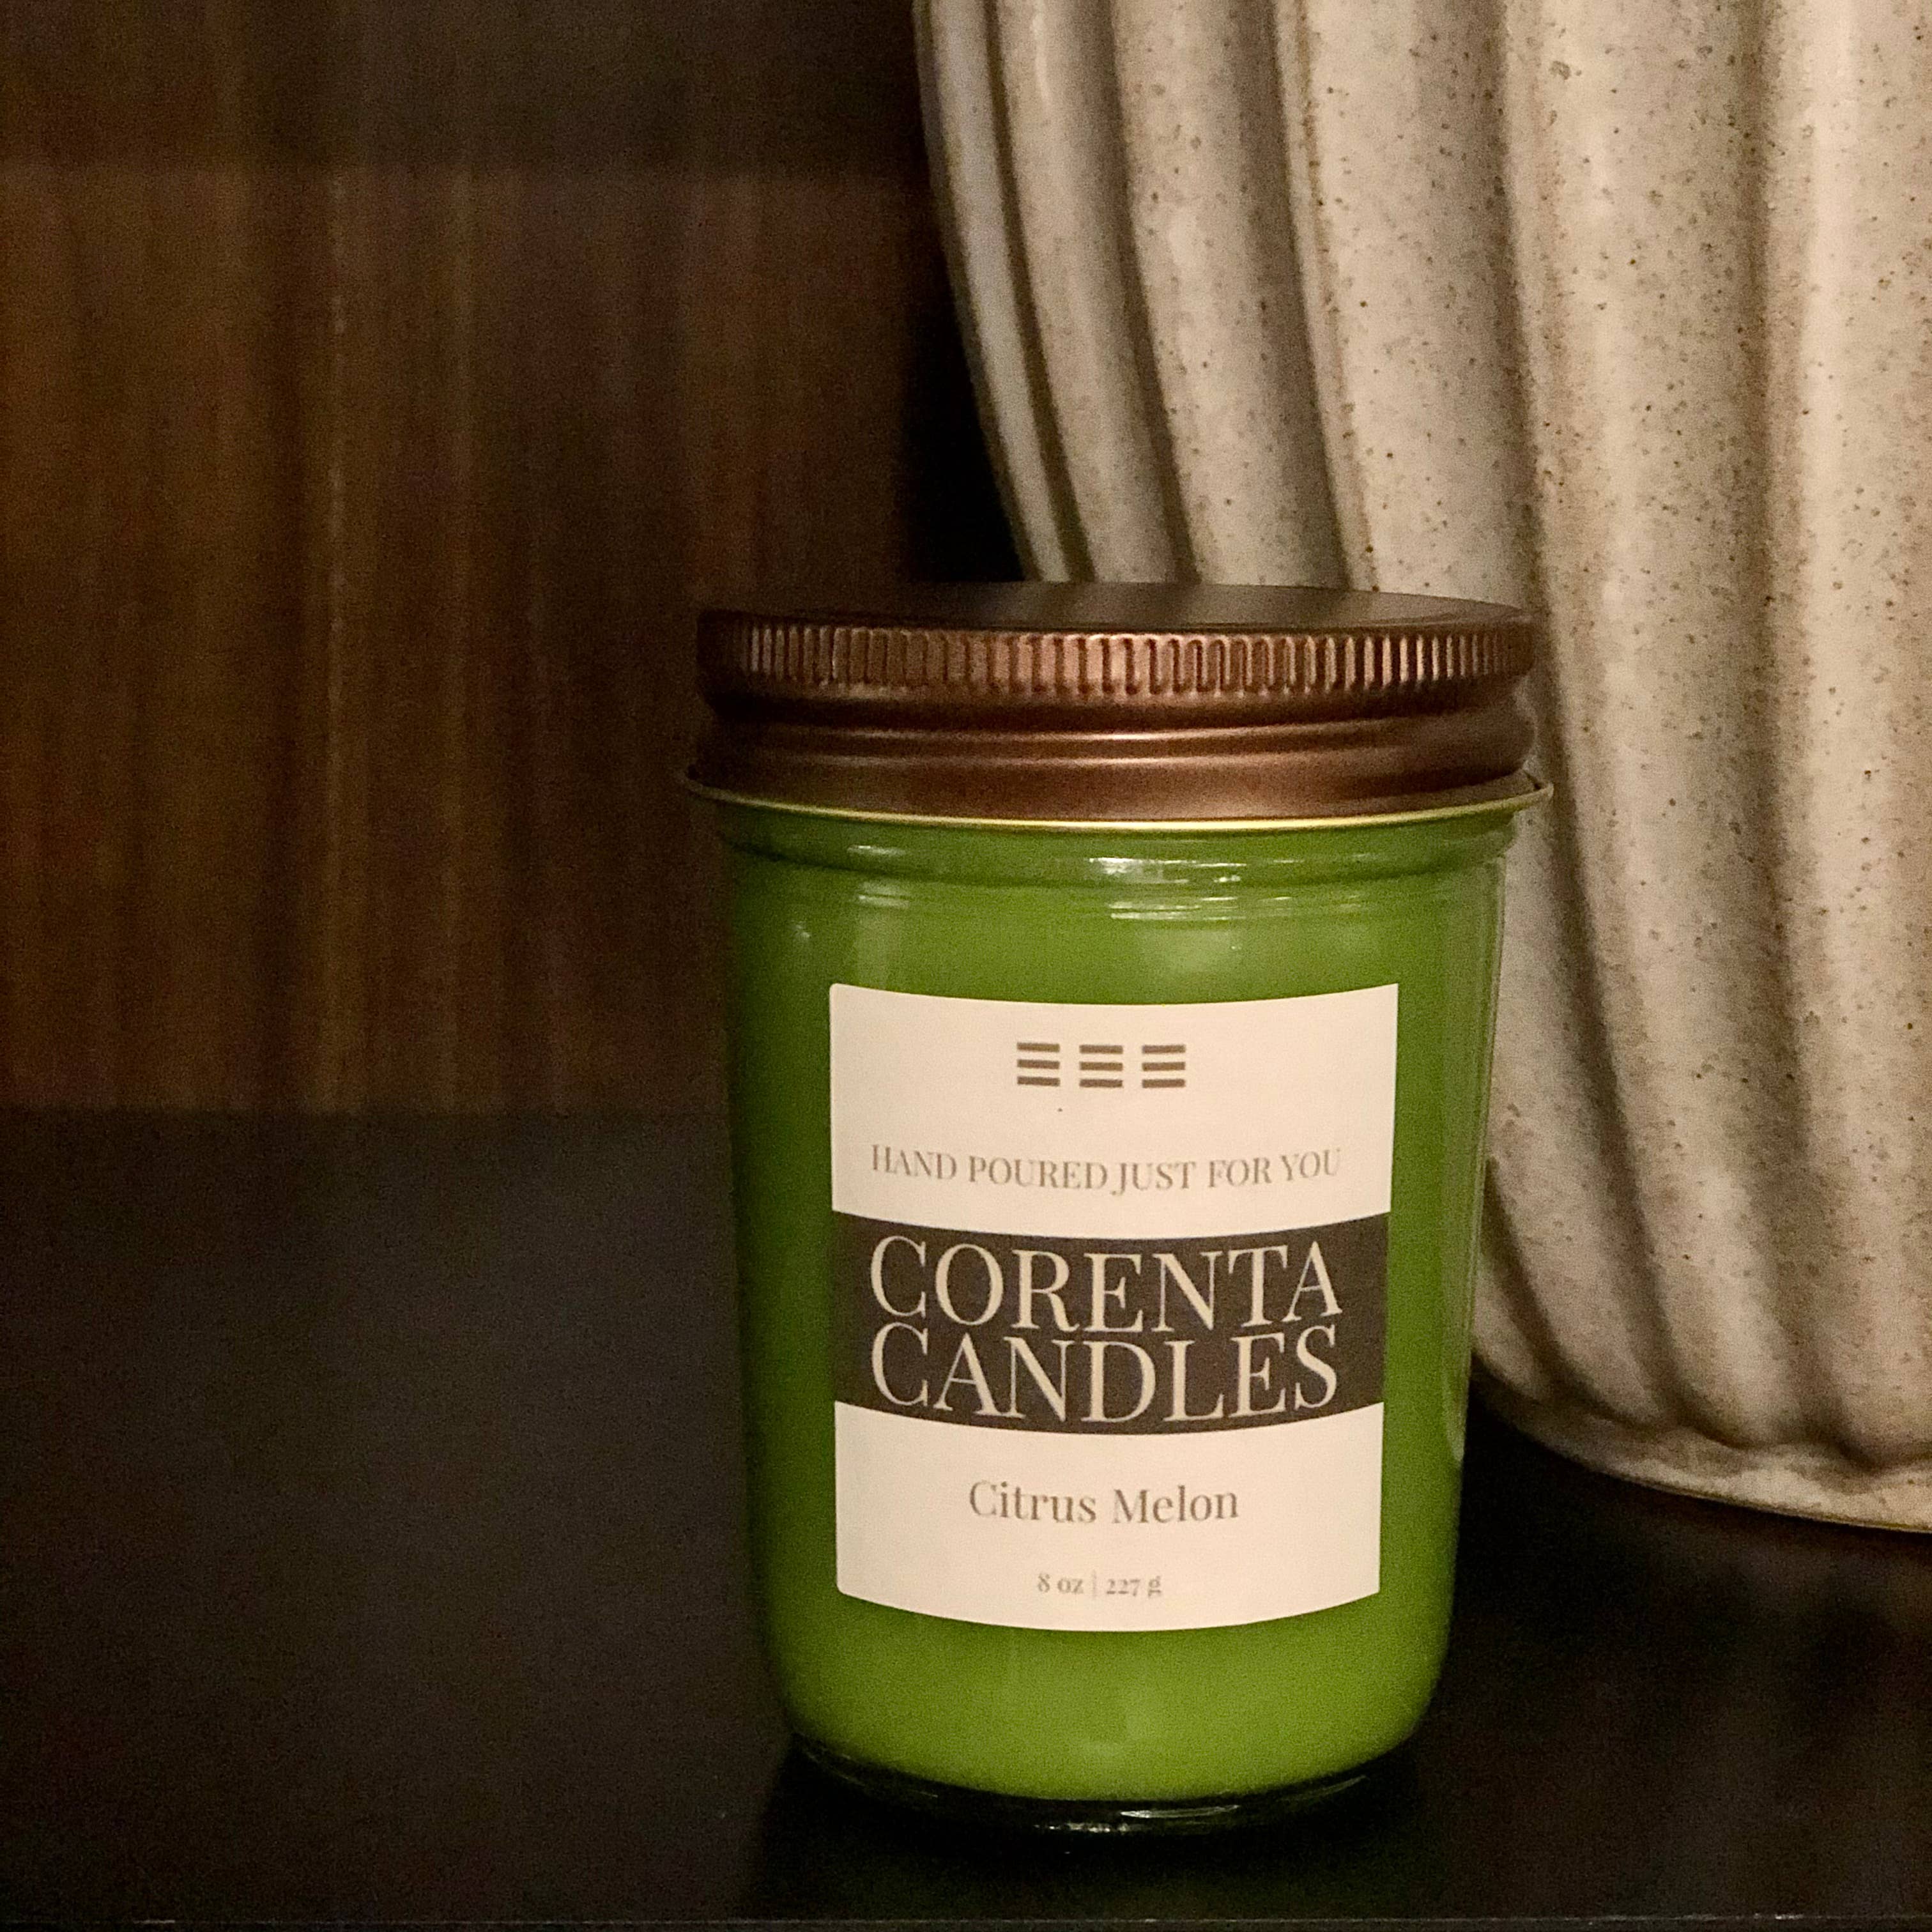 HAND POURED JUST FOR YOU
CORENTA
CANDLES
Citrus Melon
8 oz | 227 g